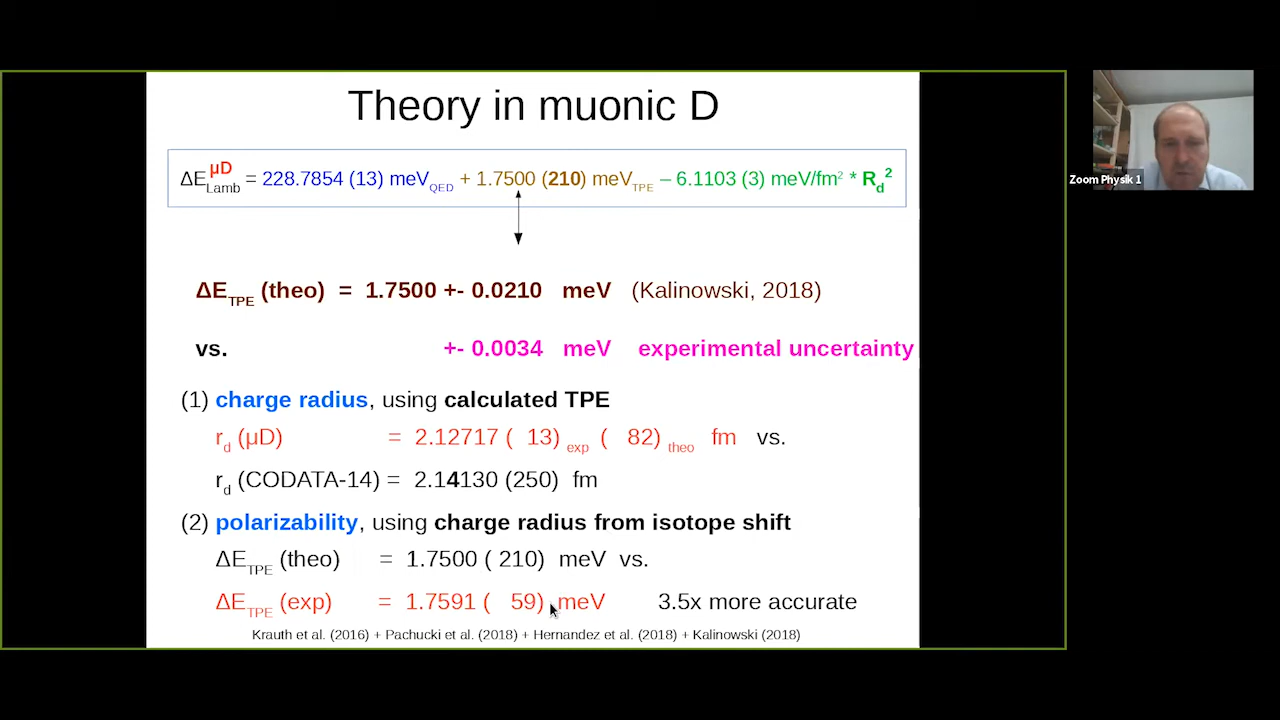 Theory in muonic D
ΔE_Lamb^μD = 228.7854 (13) meV_QED + 1.7500 (210) meV_TPE – 6.1103 (3) meV/fm² * R_d²
ΔE_TPE (theo) = 1.7500 +- 0.0210 meV (Kalinowski, 2018)
vs. +- 0.0034 meV experimental uncertainty
(1) charge radius, using calculated TPE
r_d (μD) = 2.12717 ( 13) exp ( 82) theo fm vs.
r_d (CODATA-14) = 2.14130 (250) fm
(2) polarizability, using charge radius from isotope shift
ΔE_TPE (theo) = 1.7500 ( 210) meV vs.
ΔE_TPE (exp) = 1.7591 ( 59) meV 3.5x more accurate
Krauth et al. (2016) + Pachucki et al. (2018) + Hernandez et al. (2018) + Kalinowski (2018)
Zoom Physik 1